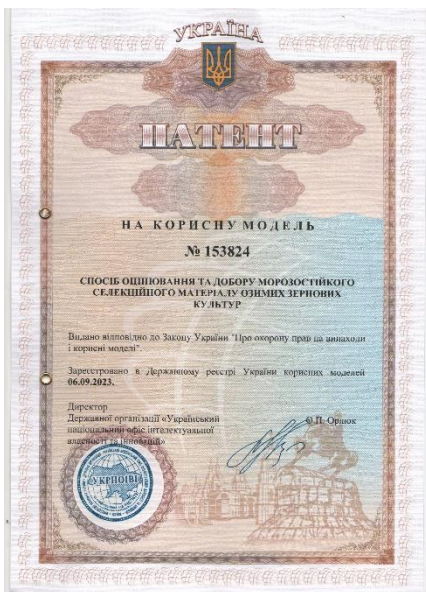 УКРАЇНА
ПАТЕНТ
НА КОРИСНУ МОДЕЛЬ
№ 153824
СПОСІБ ОЦІНЮВАННЯ ТА ДОБОРУ МОРОЗОСТІЙКОГО
СЕЛЕКЦІЙНОГО МАТЕРІАЛУ ОЗИМИХ ЗЕРНОВИХ
КУЛЬТУР
Видано відповідно до Закону України "Про охорону прав на винаходи
і корисні моделі".
Зареєстровано в Державному реєстрі України корисних моделей
06.09.2023.
Директор
Державної організації «Український
національний офіс інтелектуальної
власності та інновацій»
О.П. Орлюк
УКРНОІВІ